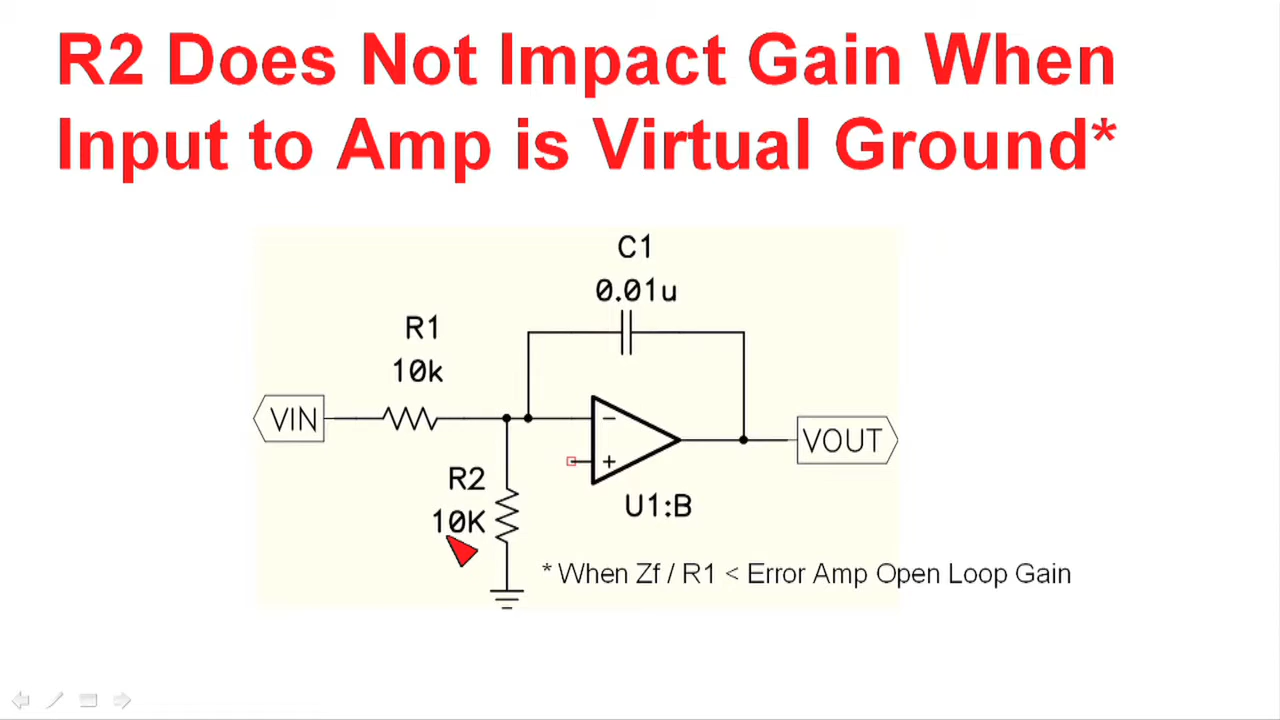 R2 Does Not Impact Gain When
Input to Amp is Virtual Ground*
C1
0.01u
R1
10k
VIN
R2
10K
−
+
U1:B
VOUT
* When Zf / R1 < Error Amp Open Loop Gain